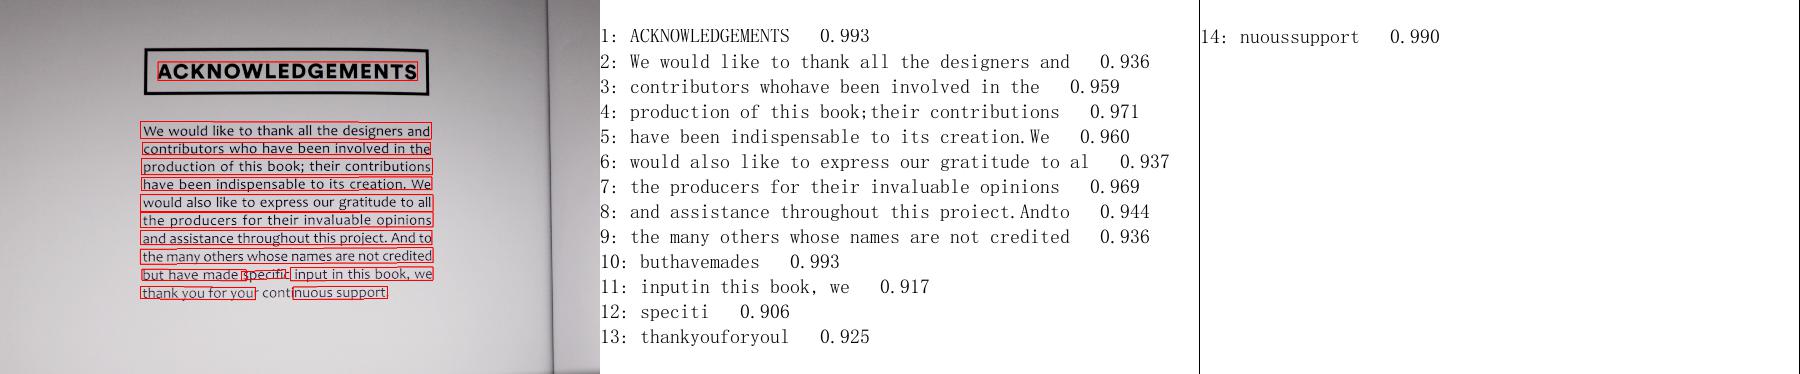 ACKNOWLEDGEMENTS
We would like to thank all the designers and
contributors who have been involved in the
production of this book; their contributions
have been indispensable to its creation. We
would also like to express our gratitude to all
the producers for their invaluable opinions
and assistance throughout this project. And to
the many others whose names are not credited
but have made specific input in this book, we
thank you for your continuous support
1: ACKNOWLEDGEMENTS 0.993
2: We would like to thank all the designers and 0.936
3: contributors whohave been involved in the 0.959
4: production of this book;their contributions 0.971
5: have been indispensable to its creation.We 0.960
6: would also like to express our gratitude to al 0.937
7: the producers for their invaluable opinions 0.969
8: and assistance throughout this proiect.Andto 0.944
9: the many others whose names are not credited 0.936
10: buthavemades 0.993
11: inputin this book, we 0.917
12: speciti 0.906
13: thankyouforyoul 0.925
14: nuoussupport 0.990